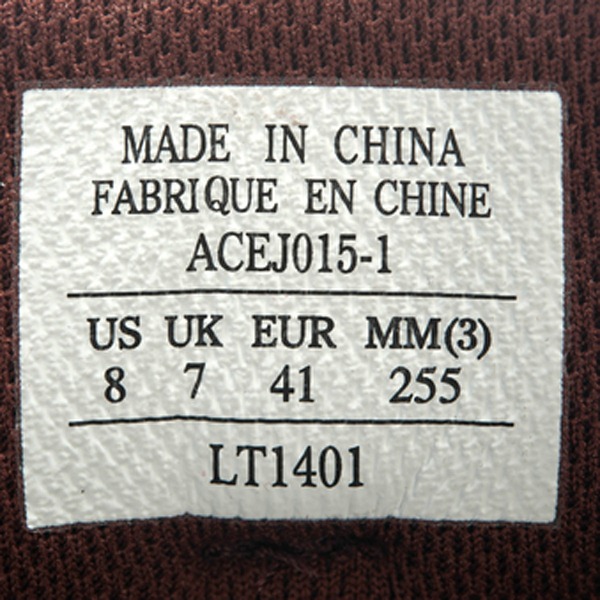 MADE IN CHINA
FABRIQUE EN CHINE
ACEJ015-1
US UK EUR MM(3)
8 7 41 255
LT1401